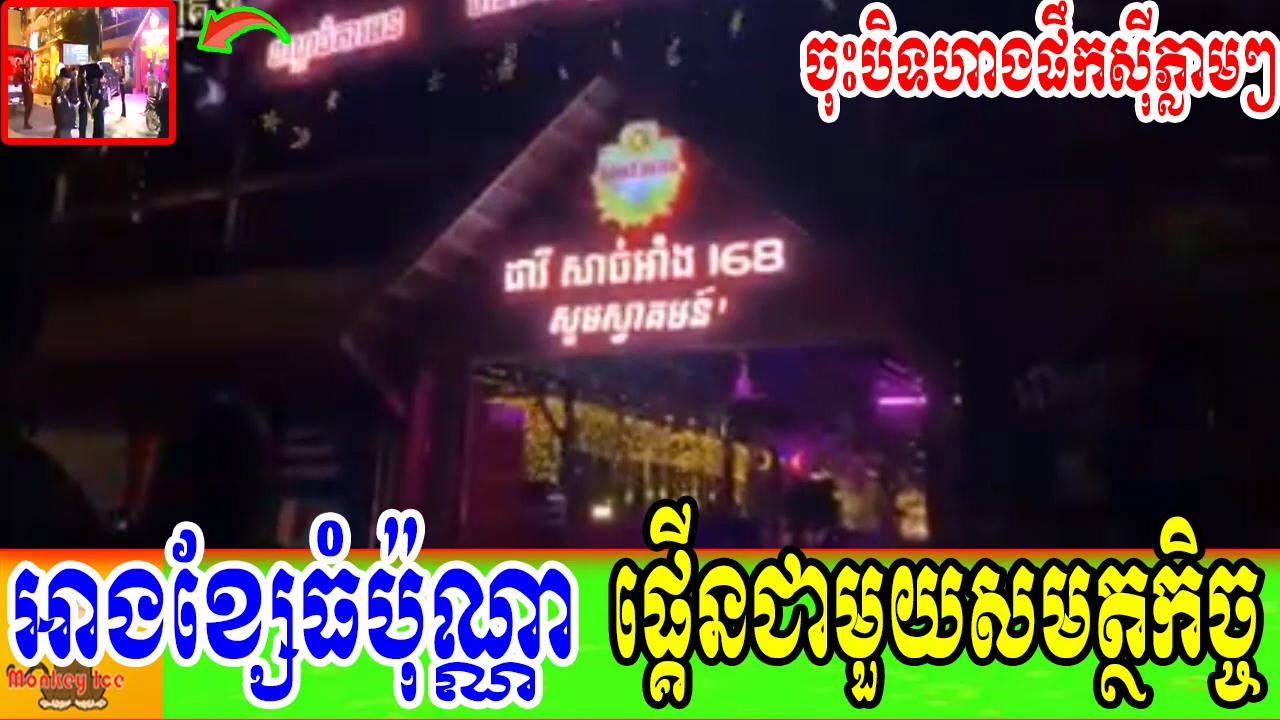 ចុះបិទហាងផឹកស៊ីភ្លាមៗ
ដារី សាច់អាំង 168
សូមស្វាគមន៍
អាងខ្សែធំប៉ុណ្ណា ផ្តើនជាមួយសមត្ថកិច្ច
Monkey Ice